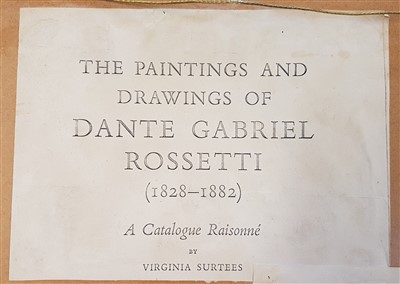 THE PAINTINGS AND
DRAWINGS OF
DANTE GABRIEL
ROSSETTI
(1828–1882)
A Catalogue Raisonné
BY
VIRGINIA SURTEES